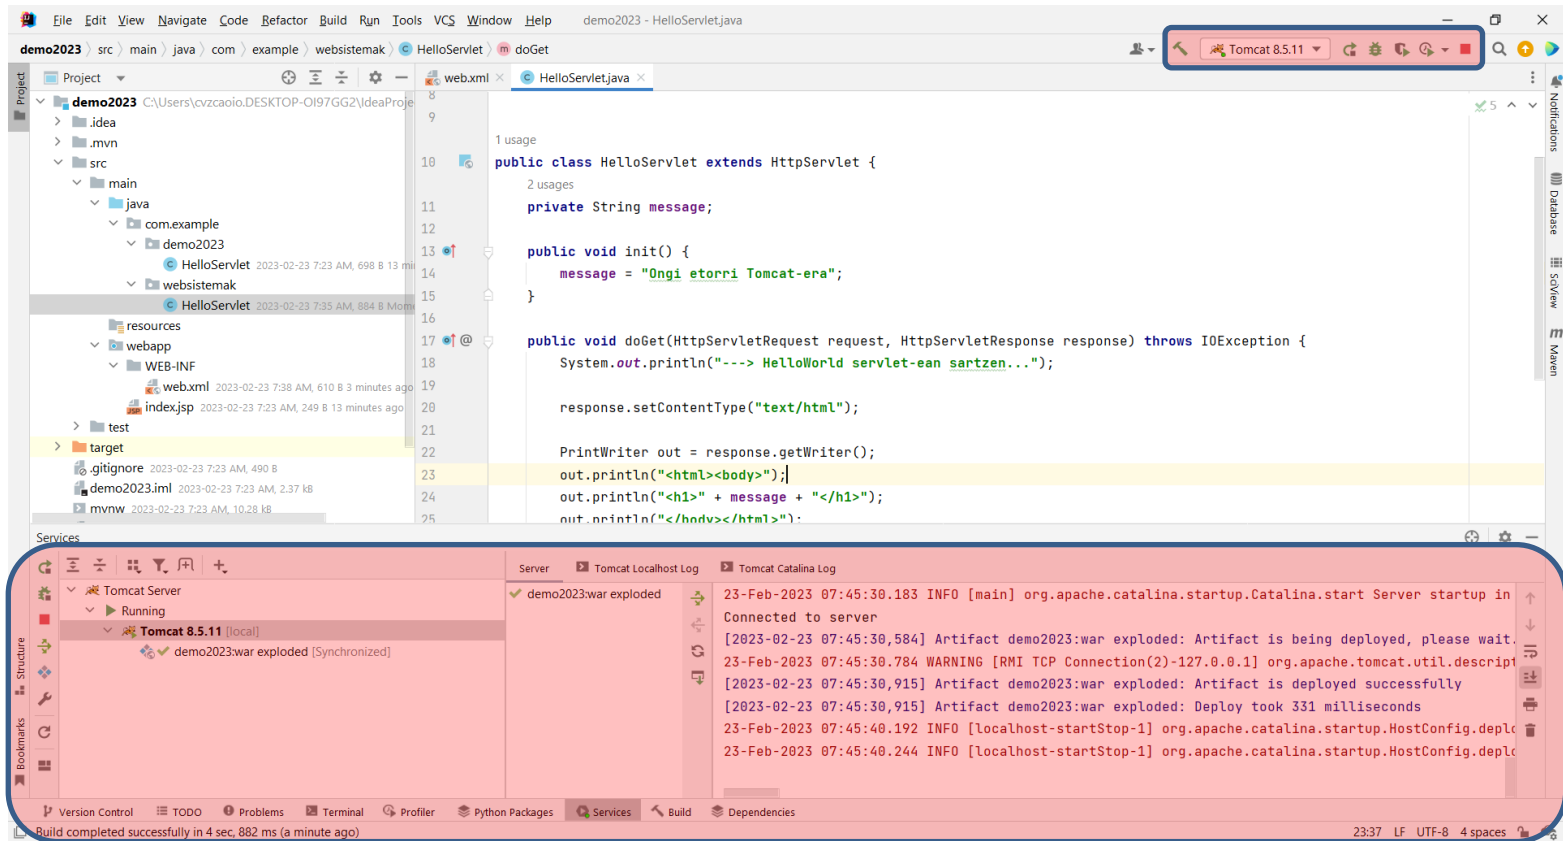 File Edit View Navigate Code Refactor Build Run Tools VCS Window Help demo2023 - HelloServlet.java
demo2023 src main java com example websistemak HelloServlet doGet
Tomcat 8.5.11
Project
web.xml
HelloServlet.java
Project
demo2023 C:\Users\cvzcaoio.DESKTOP-OI97GG2\IdeaProje
.idea
.mvn
src
main
java
com.example
demo2023
HelloServlet 2023-02-23 7:23 AM, 698 B 13 mi
websistemak
HelloServlet 2023-02-23 7:35 AM, 884 B Mome
resources
webapp
WEB-INF
web.xml 2023-02-23 7:38 AM, 610 B 3 minutes ago
index.jsp 2023-02-23 7:23 AM, 249 B 13 minutes ago
test
target
.gitignore 2023-02-23 7:23 AM, 490 B
demo2023.iml 2023-02-23 7:23 AM, 2.37 kB
mvnw 2023-02-23 7:23 AM, 10.28 kB
5
8
9
1 usage
10 public class HelloServlet extends HttpServlet {
2 usages
11 private String message;
12
13 public void init() {
14 message = "Ongi etorri Tomcat-era";
15 }
16
17 @ public void doGet(HttpServletRequest request, HttpServletResponse response) throws IOException {
18 System.out.println("---> HelloWorld servlet-ean sartzen...");
19
20 response.setContentType("text/html");
21
22 PrintWriter out = response.getWriter();
23 out.println("<html><body>");
24 out.println("<h1>" + message + "</h1>");
25 out.println("</body></html>");
Notifications
Database
SciView
Maven
Services
Server Tomcat Localhost Log Tomcat Catalina Log
Tomcat Server
Running
Tomcat 8.5.11 [local]
demo2023:war exploded [Synchronized]
demo2023:war exploded
23-Feb-2023 07:45:30.183 INFO [main] org.apache.catalina.startup.Catalina.start Server startup in
Connected to server
[2023-02-23 07:45:30,584] Artifact demo2023:war exploded: Artifact is being deployed, please wait.
23-Feb-2023 07:45:30.784 WARNING [RMI TCP Connection(2)-127.0.0.1] org.apache.tomcat.util.descript
[2023-02-23 07:45:30,915] Artifact demo2023:war exploded: Artifact is deployed successfully
[2023-02-23 07:45:30,915] Artifact demo2023:war exploded: Deploy took 331 milliseconds
23-Feb-2023 07:45:40.192 INFO [localhost-startStop-1] org.apache.catalina.startup.HostConfig.deplo
23-Feb-2023 07:45:40.244 INFO [localhost-startStop-1] org.apache.catalina.startup.HostConfig.deplo
Structure
Bookmarks
Version Control TODO Problems Terminal Profiler Python Packages Services Build Dependencies
Build completed successfully in 4 sec, 882 ms (a minute ago)
23:37 LF UTF-8 4 spaces